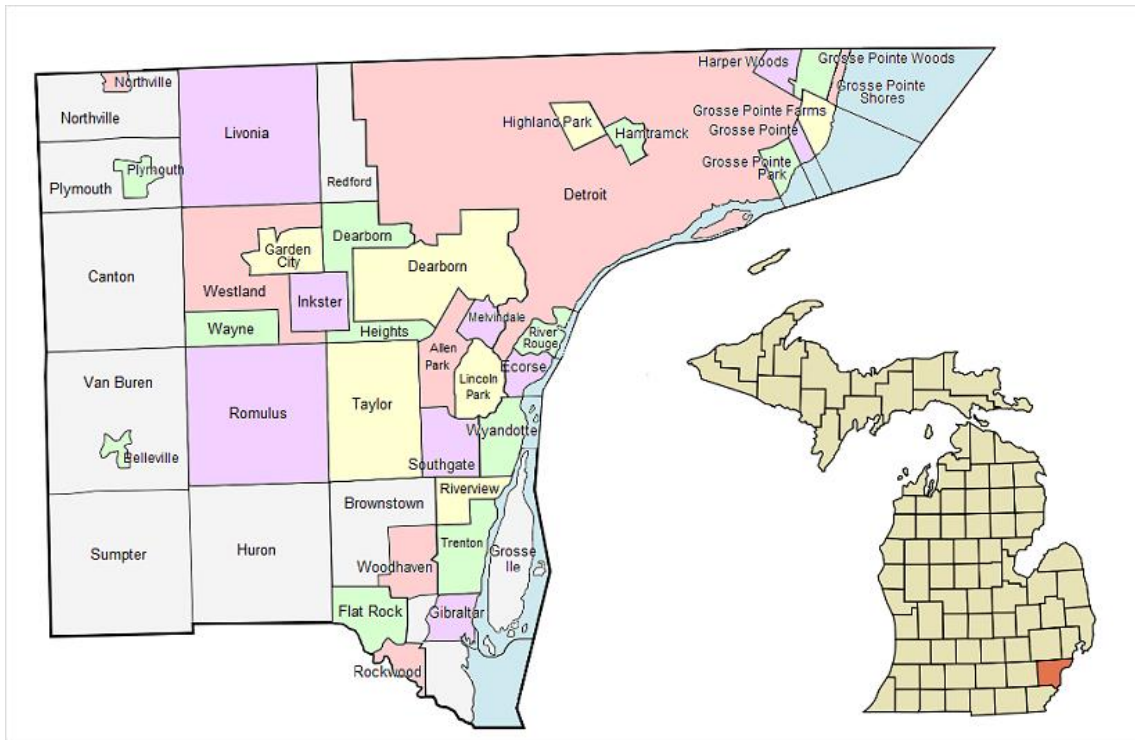 Harper Woods
Grosse Pointe Woods
Northville
Grosse Pointe
Shores
Northville
Grosse Pointe Farms
Highland Park
Hamtramck
Grosse Pointe
Livonia
Grosse Pointe
Park
Plymouth
Plymouth
Redford
Detroit
Dearborn
Garden
City
Dearborn
Canton
Westland
Inkster
Melvindale
Wayne
Heights
River
Rouge
Allen
Park
Ecorse
Van Buren
Lincoln
Park
Romulus
Taylor
Wyandotte
Belleville
Southgate
Riverview
Brownstown
Sumpter
Huron
Trenton
Grosse
Ile
Woodhaven
Flat Rock
Gibraltar
Rockwood